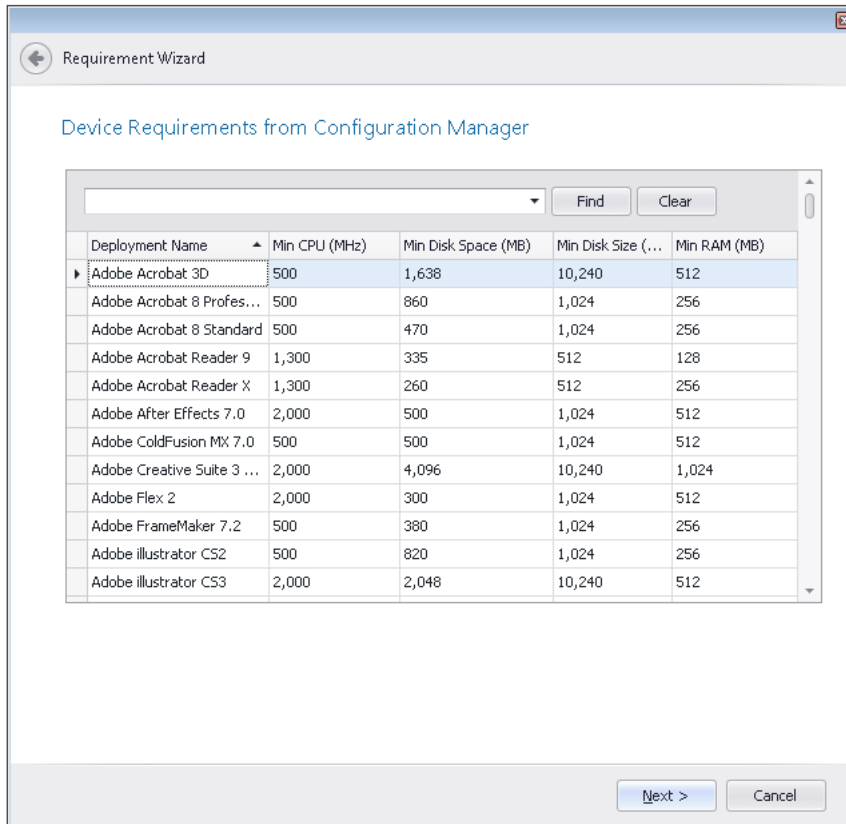 Requirement Wizard
Device Requirements from Configuration Manager
Find Clear
Deployment Name Min CPU (MHz) Min Disk Space (MB) Min Disk Size (... Min RAM (MB)
Adobe Acrobat 3D 500 1,638 10,240 512
Adobe Acrobat 8 Profes... 500 860 1,024 256
Adobe Acrobat 8 Standard 500 470 1,024 256
Adobe Acrobat Reader 9 1,300 335 512 128
Adobe Acrobat Reader X 1,300 260 512 256
Adobe After Effects 7.0 2,000 500 1,024 512
Adobe ColdFusion MX 7.0 500 500 1,024 512
Adobe Creative Suite 3 ... 2,000 4,096 10,240 1,024
Adobe Flex 2 2,000 300 1,024 512
Adobe FrameMaker 7.2 500 380 1,024 256
Adobe illustrator CS2 500 820 1,024 256
Adobe illustrator CS3 2,000 2,048 10,240 512
Next > Cancel